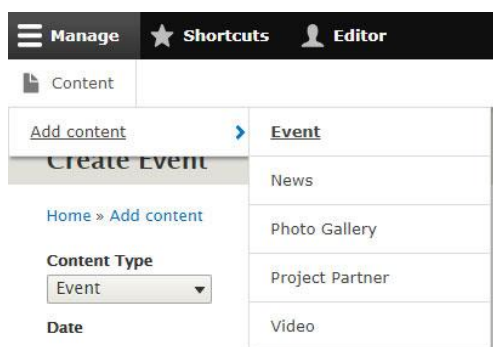 Manage Shortcuts Editor
Content
Add content Event
Create Event
News
Home » Add content
Photo Gallery
Content Type
Project Partner
Event
Date
Video